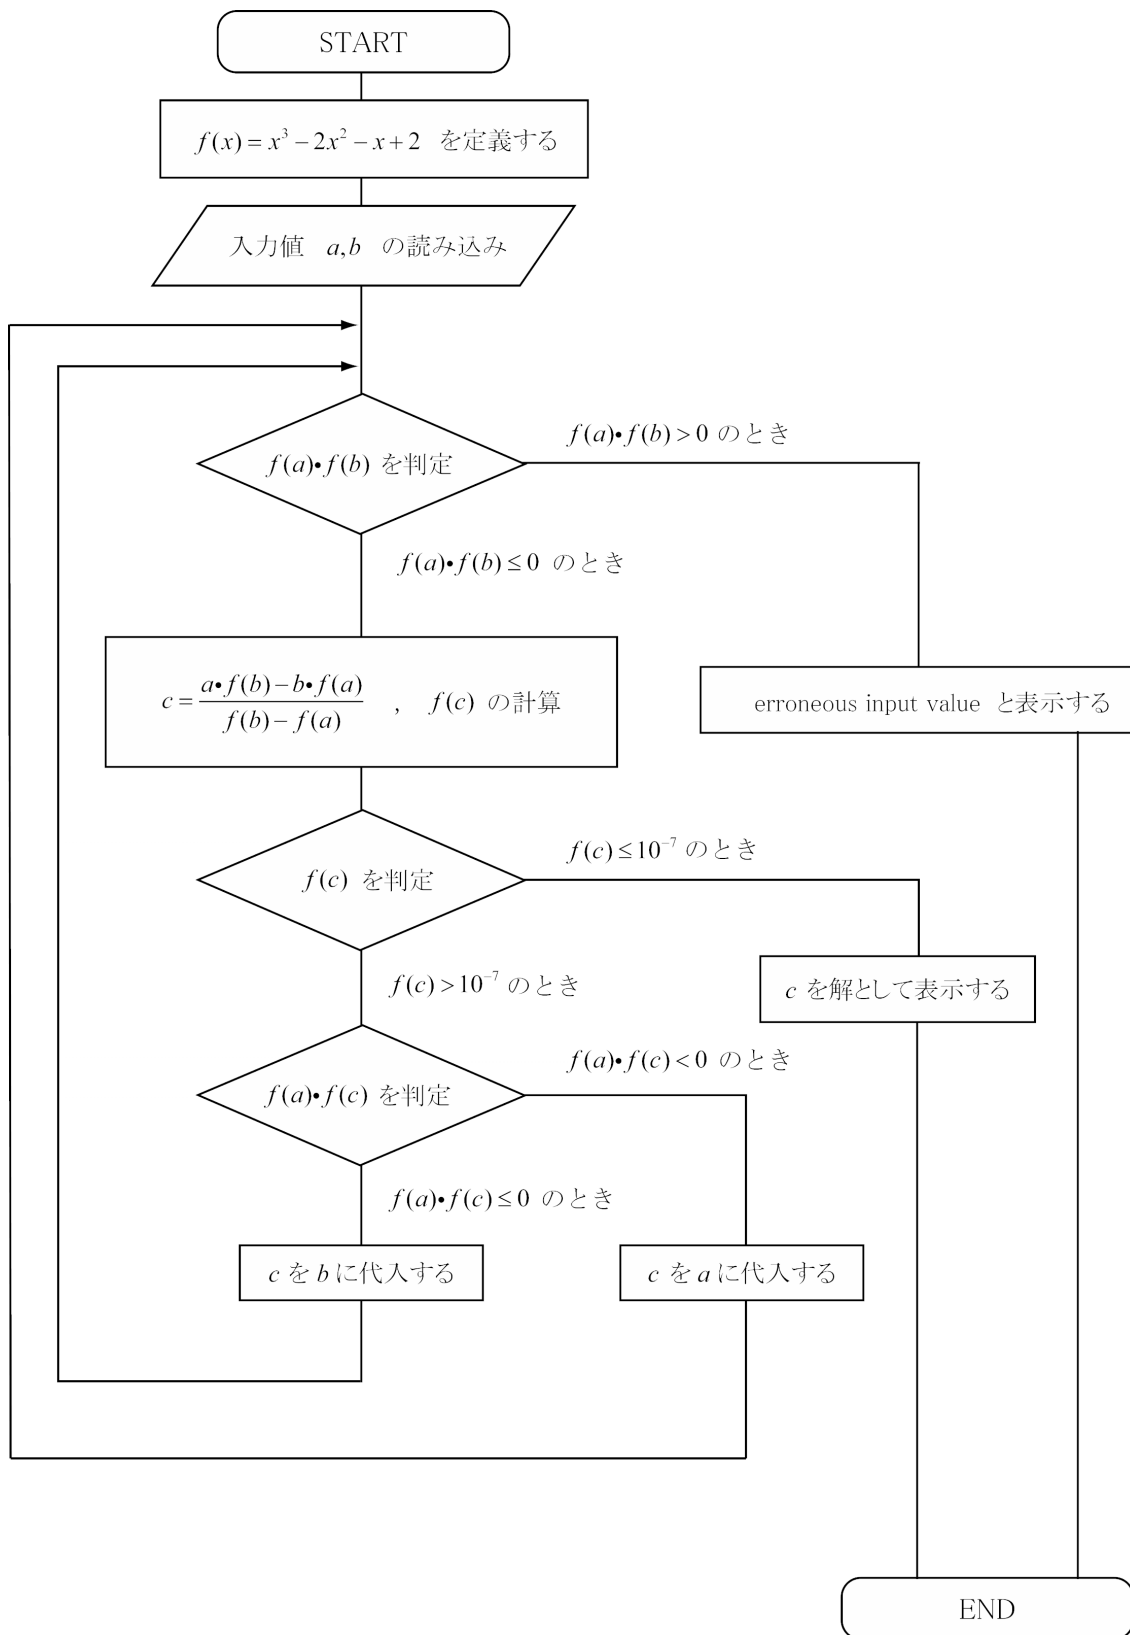 START
f(x) = x³ − 2x² − x + 2 を定義する
入力値 a,b の読み込み
f(a)•f(b) > 0 のとき
f(a)•f(b) を判定
f(a)•f(b) ≤ 0 のとき
c = (a•f(b) − b•f(a)) / (f(b) − f(a)) , f(c) の計算
erroneous input value と表示する
f(c) ≤ 10⁻⁷ のとき
f(c) を判定
f(c) > 10⁻⁷ のとき
c を解として表示する
f(a)•f(c) < 0 のとき
f(a)•f(c) を判定
f(a)•f(c) ≤ 0 のとき
c を b に代入する
c を a に代入する
END